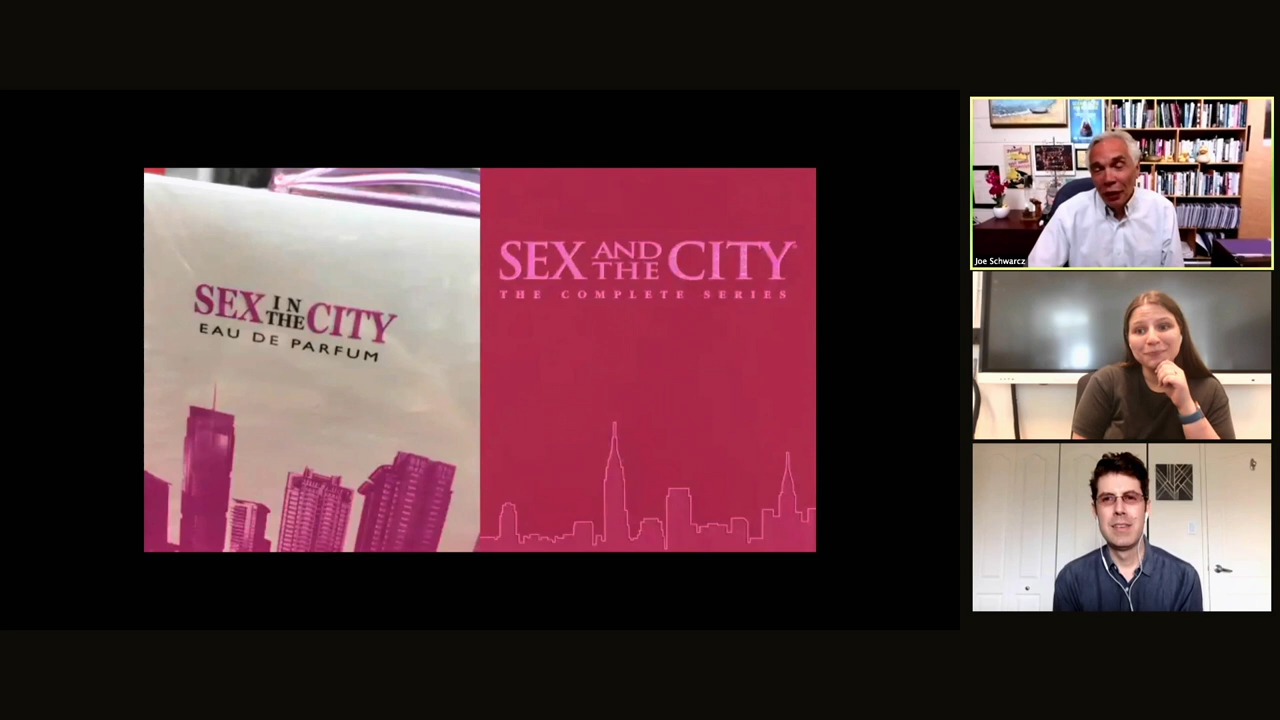 SEX IN THE CITY
EAU DE PARFUM
SEX AND THE CITY
THE COMPLETE SERIES
Joe Schwarcz